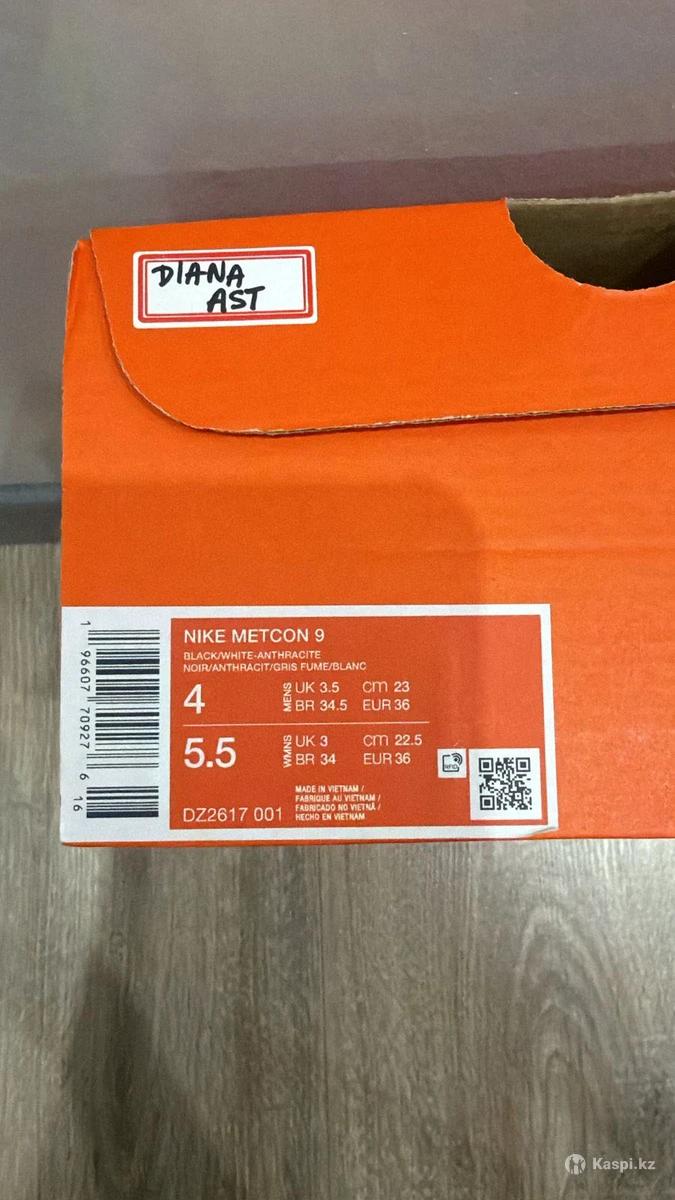 DIANA
AST
1 96607 70927 6 16
NIKE METCON 9
BLACK/WHITE-ANTHRACITE
NOIR/ANTHRACIT/GRIS FUME/BLANC
4 MENS UK 3.5 cm 23
BR 34.5 EUR 36
5.5 WMNS UK 3 cm 22.5
BR 34 EUR 36
RFID
DZ2617 001
MADE IN VIETNAM /
FABRIQUE AU VIETNAM /
FABRICADO NO VIETNÃ /
HECHO EN VIETNAM
Kaspi.kz